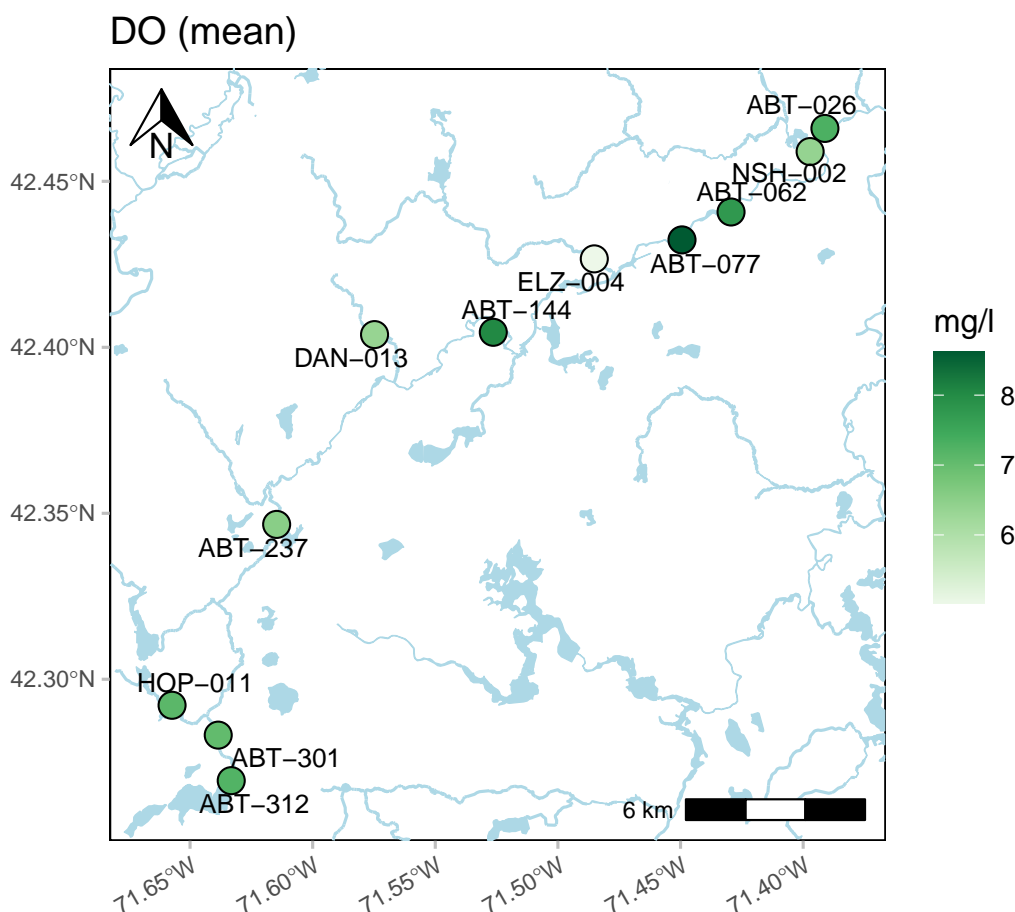 DO (mean)
N
ABT−026
NSH−002
ABT−062
ABT−077
ELZ−004
ABT−144
DAN−013
ABT−237
HOP−011
ABT−301
ABT−312
6 km
42.45°N
42.40°N
42.35°N
42.30°N
71.65°W
71.60°W
71.55°W
71.50°W
71.45°W
71.40°W
mg/l
8
7
6